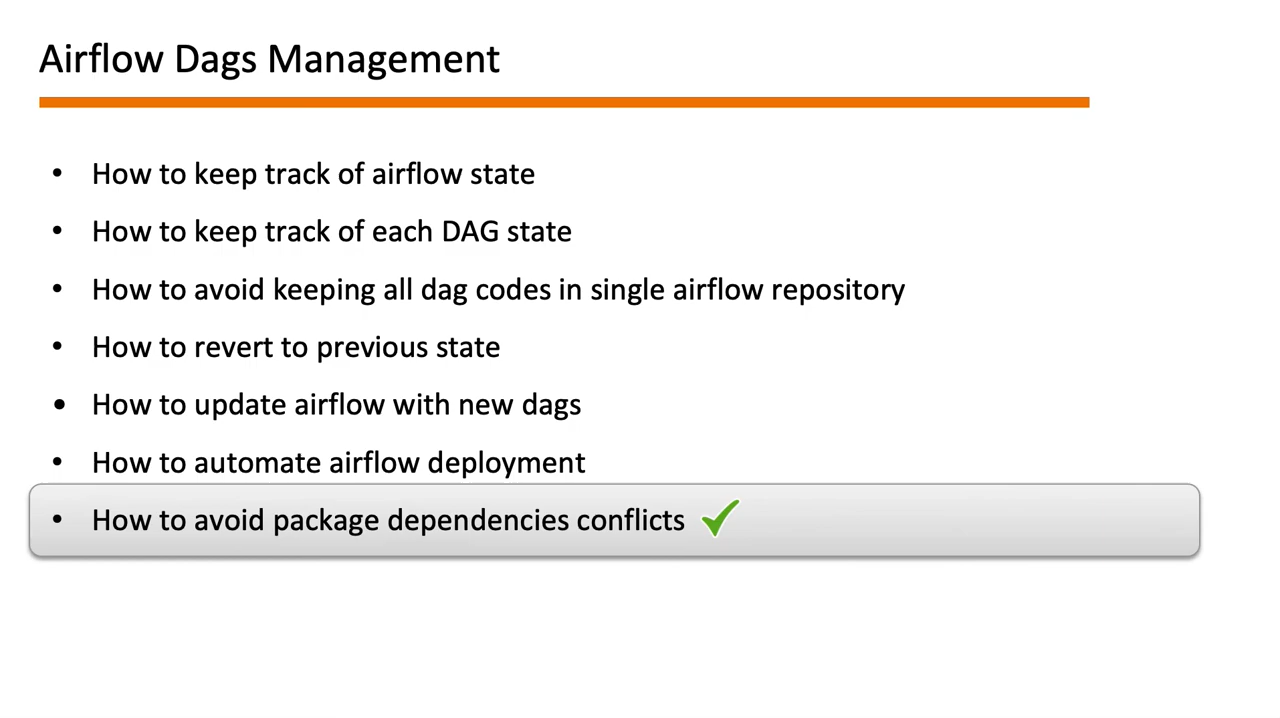 Airflow Dags Management
• How to keep track of airflow state
• How to keep track of each DAG state
• How to avoid keeping all dag codes in single airflow repository
• How to revert to previous state
• How to update airflow with new dags
• How to automate airflow deployment
• How to avoid package dependencies conflicts